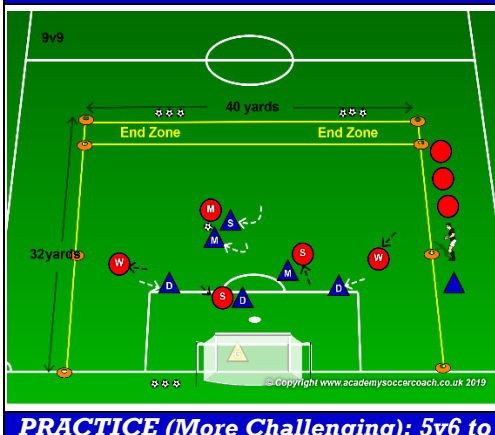 9v9
40 yards
End Zone End Zone
M
S
M
32yards
W
S
W
M
D
D
S
D
© Copyright www.academysoccercoach.co.uk 2019
PRACTICE (More Challenging): 5v6 to